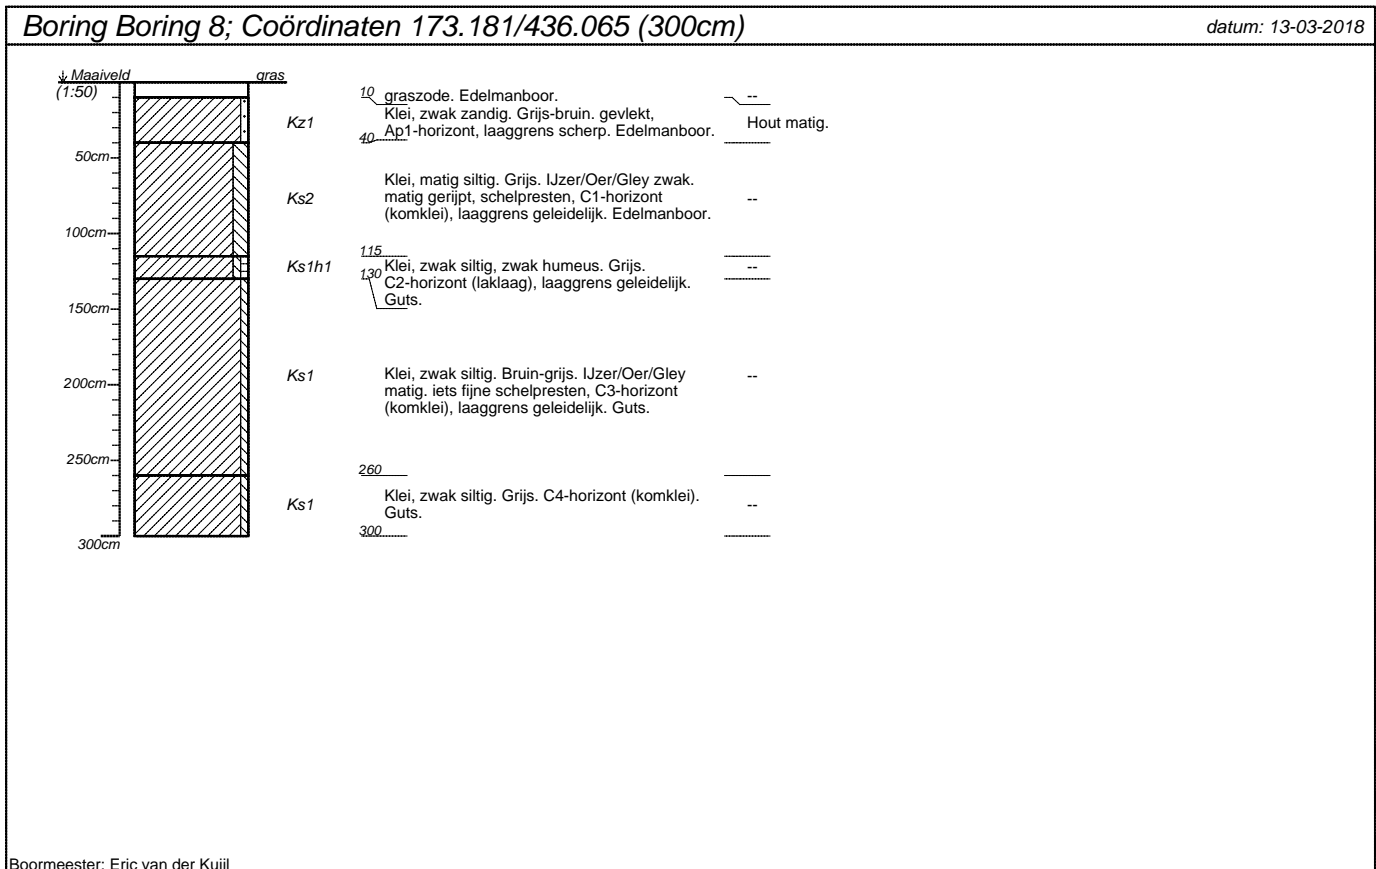 Boring Boring 8; Coördinaten 173.181/436.065 (300cm)
datum: 13-03-2018
Maaiveld
gras
(1:50)
10
graszode. Edelmanboor.
--
Kz1
Klei, zwak zandig. Grijs-bruin. gevlekt,
Ap1-horizont, laaggrens scherp. Edelmanboor.
Hout matig.
40
50cm
Ks2
Klei, matig siltig. Grijs. IJzer/Oer/Gley zwak.
matig gerijpt, schelpresten, C1-horizont
(komklei), laaggrens geleidelijk. Edelmanboor.
--
100cm
115
Ks1h1
Klei, zwak siltig, zwak humeus. Grijs.
C2-horizont (laklaag), laaggrens geleidelijk.
Guts.
--
130
150cm
Ks1
Klei, zwak siltig. Bruin-grijs. IJzer/Oer/Gley
matig. iets fijne schelpresten, C3-horizont
(komklei), laaggrens geleidelijk. Guts.
--
200cm
250cm
260
Ks1
Klei, zwak siltig. Grijs. C4-horizont (komklei).
Guts.
--
300
300cm
Boormeester: Eric van der Kuijl